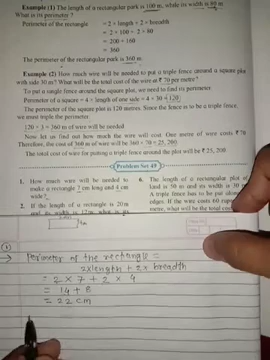 Example (1) The length of a rectangular park is 100 m, while its width is 80 m.
What is its perimeter ?
Perimeter of the rectangle = 2 × length + 2 × breadth
= 2 × 100 + 2 × 80
= 200 + 160
= 360
The perimeter of the rectangular park is 360 m.
Example (2) How much wire will be needed to put a triple fence around a square plot
with side 30 m? What will be the total cost of the wire at ₹ 70 per metre?
To put a single fence around the square plot, we need to find its perimeter.
Perimeter of a square = 4 × length of one side = 4 × 30 = 120
The perimeter of the square plot is 120 metres. Since the fence is to be a triple fence,
we must triple the perimeter.
120 × 3 = 360 m of wire will be needed.
Now let us find out how much the wire will cost. One metre of wire costs ₹ 70
Therefore, the cost of 360 m of wire will be 360 × 70 = 25,200.
The total cost of wire for putting a triple fence around the plot will be ₹ 25,200.
Problem Set 49
1. How much wire will be needed to
make a rectangle 7 cm long and 4 cm
wide?
2. If the length of a rectangle is 20 m
and its width is 12m, what is its
6. The length of a rectangular plot of
land is 50 m and its width is 30 m.
A triple fence has to be put along
edges. If the wire costs 60 rupees
metre, what will be the total cost
Perimeter of the rectangle =
2×length + 2× breadth
= 2 × 7 + 2 × 4
= 14 + 8
= 22 cm